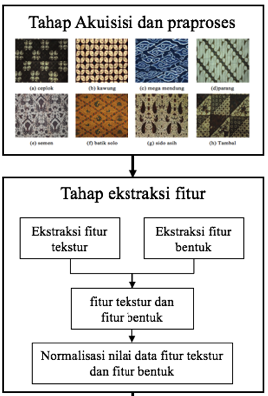 Tahap Akuisisi dan praproses
(a) ceplok (b) kawung (c) mega mendung (d)parang
(e) semen (f) batik solo (g) sido asih (h) Tambal
Tahap ekstraksi fitur
Ekstraksi fitur
tekstur
Ekstraksi fitur
bentuk
fitur tekstur dan
fitur bentuk
Normalisasi nilai data fitur tekstur
dan fitur bentuk